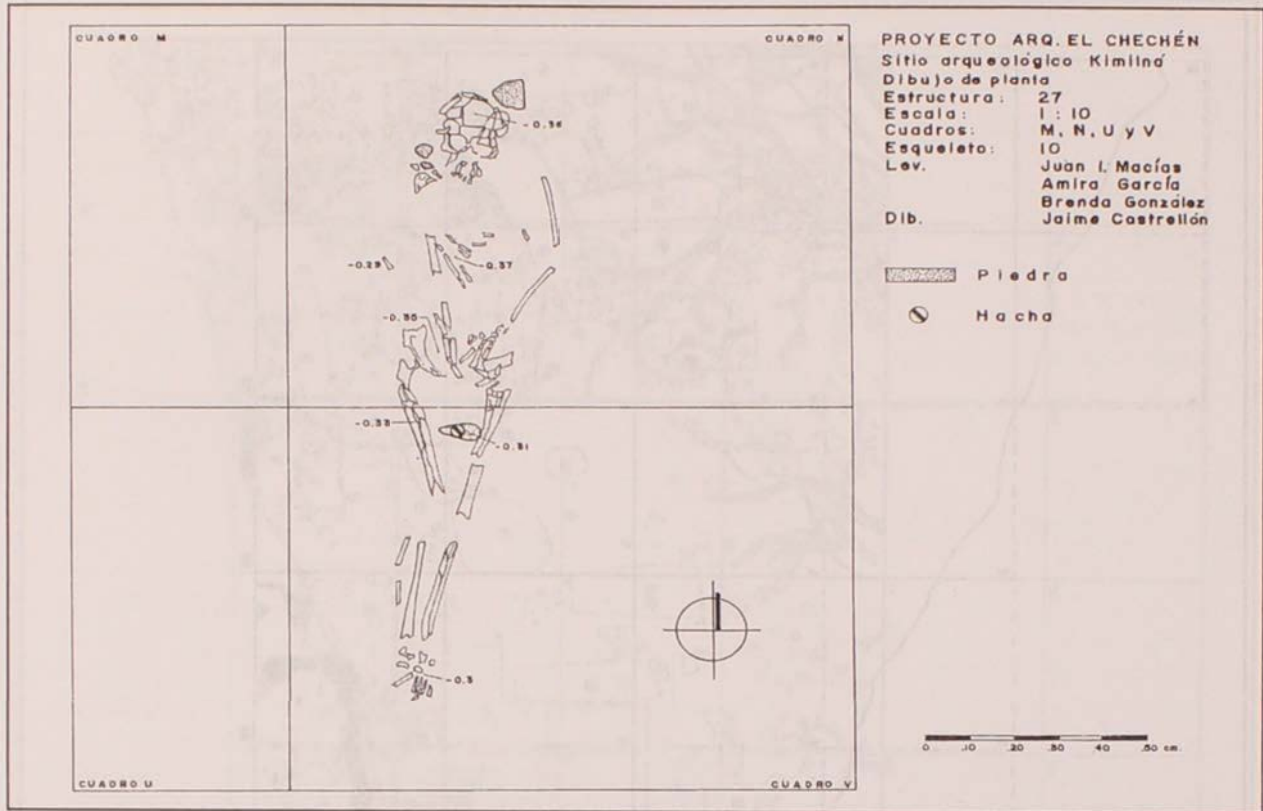 CUADRO M
CUADRO N
PROYECTO ARQ. EL CHECHÉN
Sitio arqueológico Kimilná
Dibujo de planta
Estructura: 27
Escala: 1 : 10
Cuadros: M, N, U y V
Esqueleto: 10
Lev. Juan I. Macías
Amira García
Brenda González
Dib. Jaime Castrellón
Piedra
Hacha
-0.36
-0.29
-0.37
-0.35
-0.33
-0.31
-0.3
0 .10 .20 .30 .40 .50 cm.
CUADRO U
CUADRO V